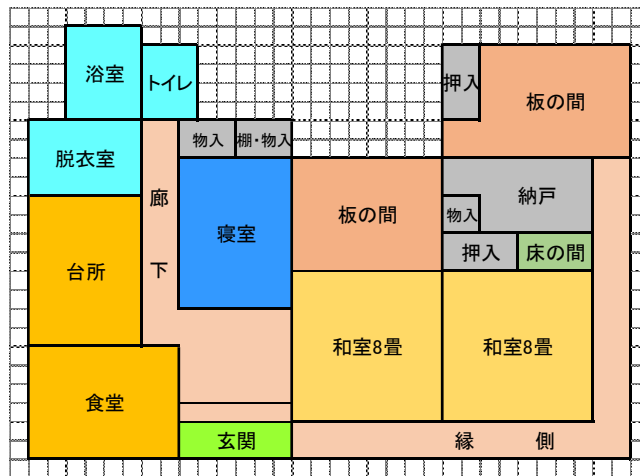 浴室
トイレ
押入
板の間
脱衣室
物入
棚・物入
廊
下
納戸
物入
板の間
寝室
台所
押入
床の間
和室8畳
和室8畳
食堂
玄関
縁側